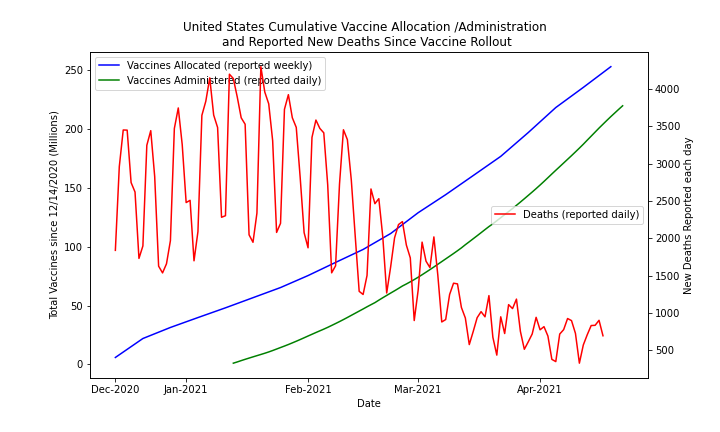 United States Cumulative Vaccine Allocation /Administration
and Reported New Deaths Since Vaccine Rollout
Vaccines Allocated (reported weekly)
Vaccines Administered (reported daily)
Deaths (reported daily)
Total Vaccines since 12/14/2020 (Millions)
250
200
150
100
50
0
4000
3500
3000
2500
2000
1500
1000
500
New Deaths Reported each day
Dec-2020 Jan-2021 Feb-2021 Mar-2021 Apr-2021
Date